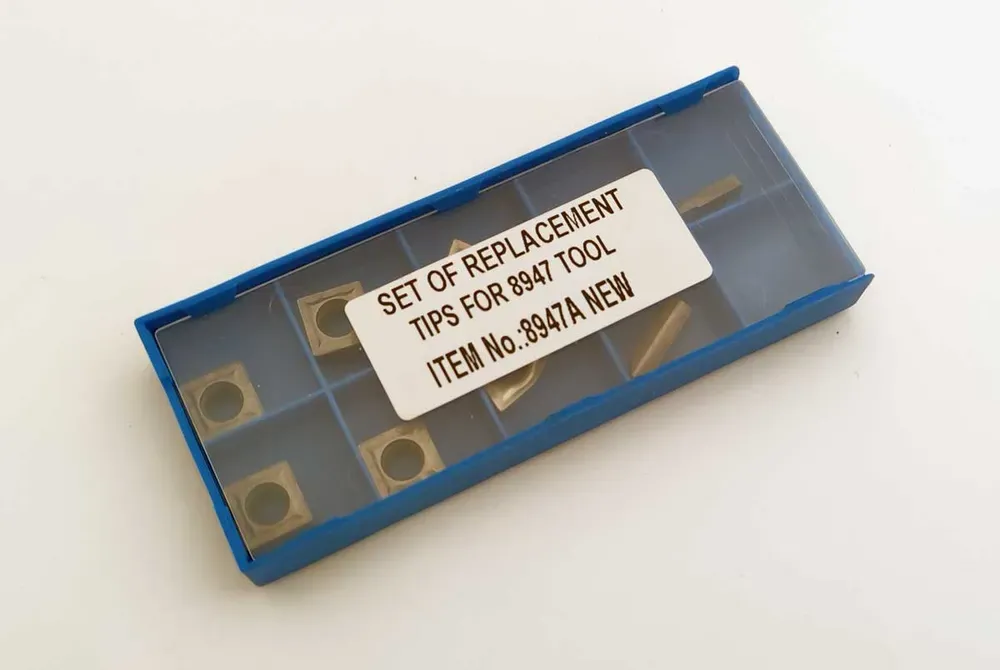 SET OF REPLACEMENT
TIPS FOR 8947 TOOL
ITEM No.:8947A NEW